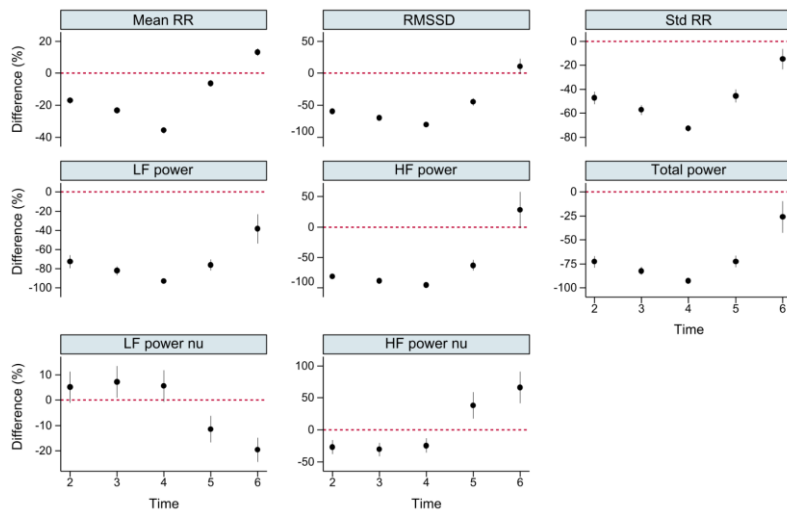 Mean RR
RMSSD
Std RR
Difference (%)
20
0
-20
-40
50
0
-50
-100
0
-20
-40
-60
-80
LF power
HF power
Total power
Difference (%)
0
-20
-40
-60
-80
-100
50
0
-50
-100
0
-25
-50
-75
-100
2 3 4 5 6
Time
LF power nu
HF power nu
Difference (%)
10
0
-10
-20
100
50
0
-50
2 3 4 5 6
2 3 4 5 6
Time
Time